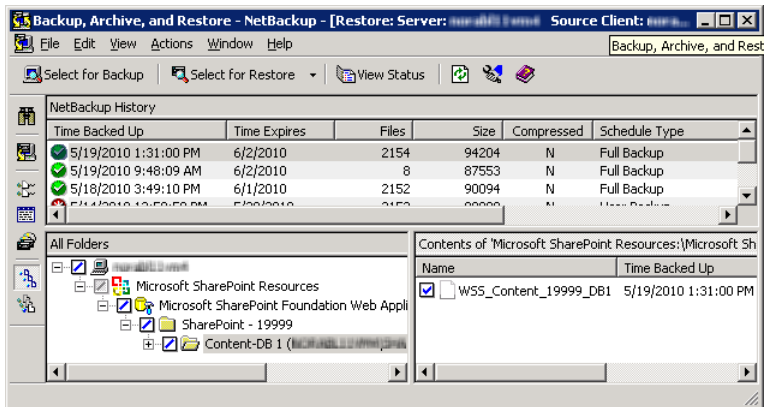 Backup, Archive, and Restore - NetBackup - [Restore: Server: Source Client:
File Edit View Actions Window Help
Backup, Archive, and Rest
Select for Backup Select for Restore View Status
NetBackup History
Time Backed Up Time Expires Files Size Compressed Schedule Type
5/19/2010 1:31:00 PM 6/2/2010 2154 94204 N Full Backup
5/19/2010 9:48:09 AM 6/2/2010 8 87553 N Full Backup
5/18/2010 3:49:10 PM 6/1/2010 2152 90094 N Full Backup
All Folders
Contents of 'Microsoft SharePoint Resources:\Microsoft Sh
Name Time Backed Up
Microsoft SharePoint Resources
WSS_Content_19999_DB1 5/19/2010 1:31:00 PM
Microsoft SharePoint Foundation Web Appli
SharePoint - 19999
Content-DB 1 (